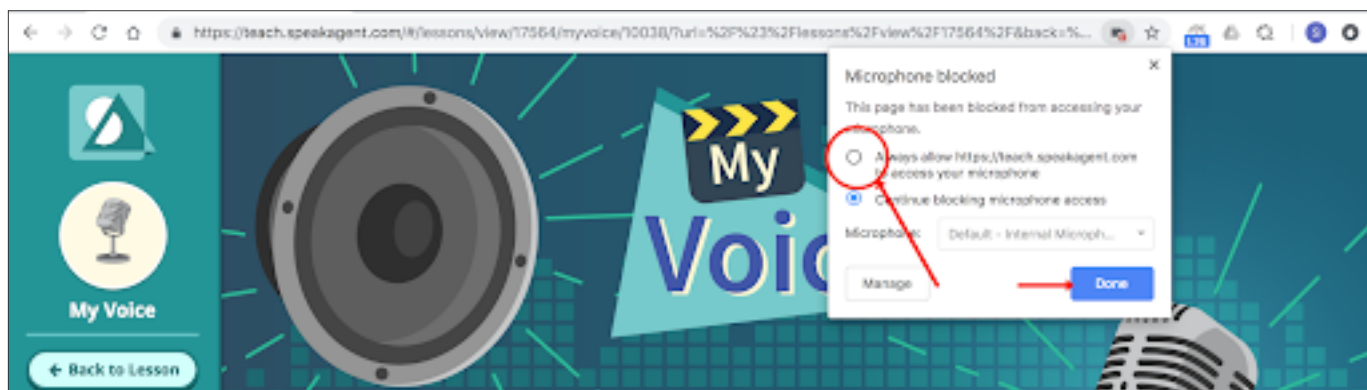 https://teach.speakagent.com/#/lessons/view/17564/myvoice/10038/?url=%2F%23%2Flessons%2Fview%2F17564%2F&back=%...
Microphone blocked
This page has been blocked from accessing your
microphone.
Always allow https://teach.speakagent.com
to access your microphone
Continue blocking microphone access
Microphone: Default - Internal Microph...
Manage
Done
My
Voic
My Voice
← Back to Lesson